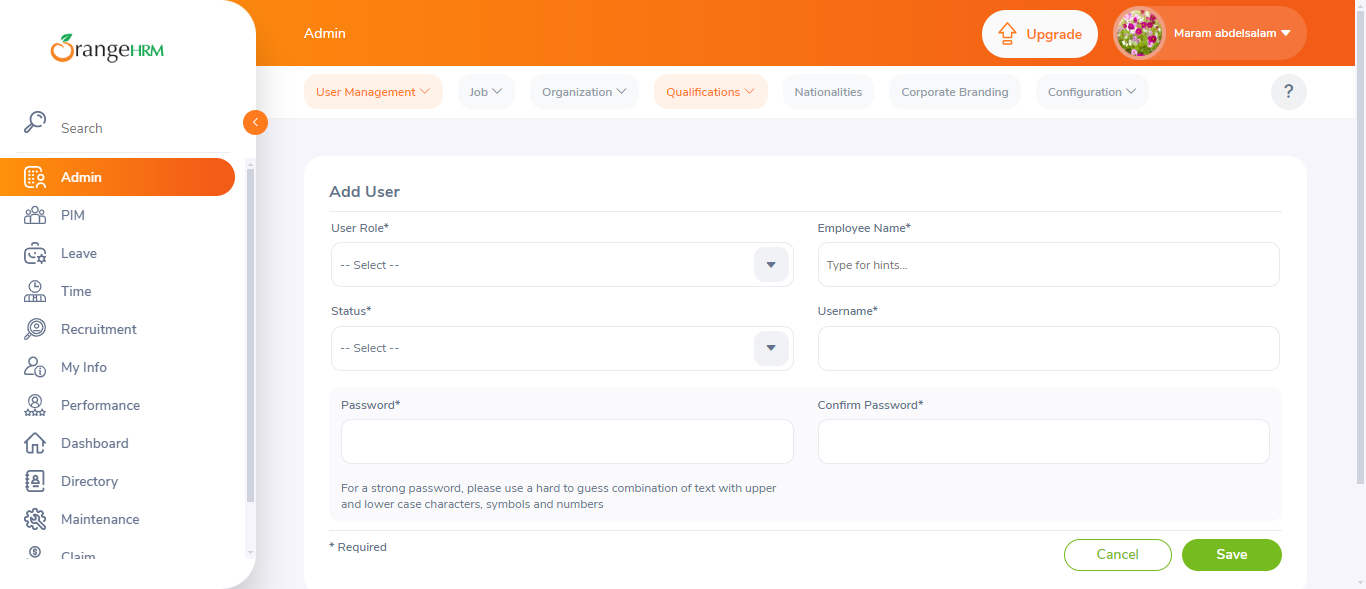 OrangeHRM
Search
Admin
PIM
Leave
Time
Recruitment
My Info
Performance
Dashboard
Directory
Maintenance
Claim
Admin
Upgrade
Maram abdelsalam
User Management
Job
Organization
Qualifications
Nationalities
Corporate Branding
Configuration
?
Add User
User Role*
-- Select --
Employee Name*
Type for hints...
Status*
-- Select --
Username*
Password*
Confirm Password*
For a strong password, please use a hard to guess combination of text with upper
and lower case characters, symbols and numbers
* Required
Cancel
Save